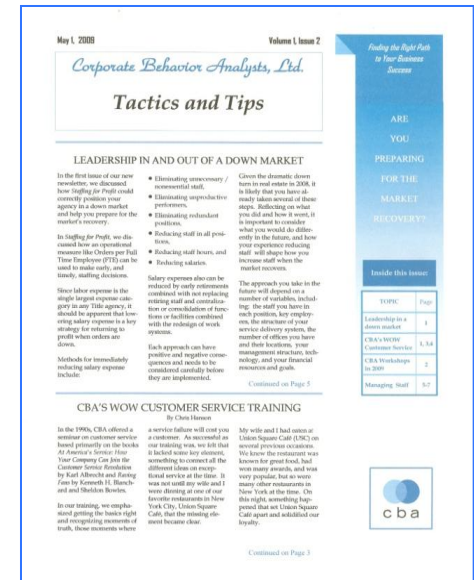 May 1, 2009
Volume 1, Issue 2
Corporate Behavior Analysts, Ltd.
Tactics and Tips
Finding the Right Path
to Your Business
Success
ARE
YOU
PREPARING
FOR THE
MARKET
RECOVERY?
Inside this issue:
TOPIC Page
Leadership in a
down market 1
CBA's WOW
Customer Service 1, 3,4
CBA Workshops
in 2009 2
Managing Staff 5-7
cba
LEADERSHIP IN AND OUT OF A DOWN MARKET
In the first issue of our new
newsletter, we discussed
how Staffing for Profit could
correctly position your
agency in a down market
and help you prepare for the
market's recovery.
In Staffing for Profit, we dis-
cussed how an operational
measure like Orders per Full
Time Employee (FTE) can be
used to make early, and
timely, staffing decisions.
Since labor expense is the
single largest expense cate-
gory in any Title agency, it
should be apparent that low-
ering salary expense is a key
strategy for returning to
profit when orders are
down.
Methods for immediately
reducing salary expense
include:
• Eliminating unnecessary /
nonessential staff,
• Eliminating unproductive
performers,
• Eliminating redundant
positions,
• Reducing staff in all posi-
tions,
• Reducing staff hours, and
• Reducing salaries.
Salary expenses also can be
reduced by early retirements
combined with not replacing
retiring staff and centraliza-
tion or consolidation of func-
tions or facilities combined
with the redesign of work
systems.
Each approach can have
positive and negative conse-
quences and needs to be
considered carefully before
they are implemented.
Given the dramatic down
turn in real estate in 2008, it
is likely that you have al-
ready taken several of these
steps. Reflecting on what
you did and how it went, it
is important to consider
what you would do differ-
ently in the future, and how
your experience reducing
staff will shape how you
increase staff when the
market recovers.
The approach you take in the
future will depend on a
number of variables, includ-
ing: the staff you have in
each position, key employ-
ees, the structure of your
service delivery system, the
number of offices you have
and their locations, your
management structure, tech-
nology, and your financial
resources and goals.
Continued on Page 5
CBA'S WOW CUSTOMER SERVICE TRAINING
By Chris Hanson
In the 1990s, CBA offered a
seminar on customer service
based primarily on the books
At America's Service: How
Your Company Can Join the
Customer Service Revolution
by Karl Albrecht and Raving
Fans by Kenneth H. Blanch-
ard and Sheldon Bowles.
In our training, we empha-
sized getting the basics right
and recognizing moments of
truth, those moments where
a service failure will cost you
a customer. As successful as
our training was, we felt that
it lacked some key element,
something to connect all the
different ideas on excep-
tional service at the time. It
was not until my wife and I
were dining at one of our
favorite restaurants in New
York City, Union Square
Café, that the missing ele-
ment became clear.
My wife and I had eaten at
Union Square Café (USC) on
several previous occasions.
We knew the restaurant was
known for great food, had
won many awards, and was
very popular, but so were
many other restaurants in
New York at the time. On
this night, something hap-
pened that set Union Square
Café apart and solidified our
loyalty.
Continued on Page 3